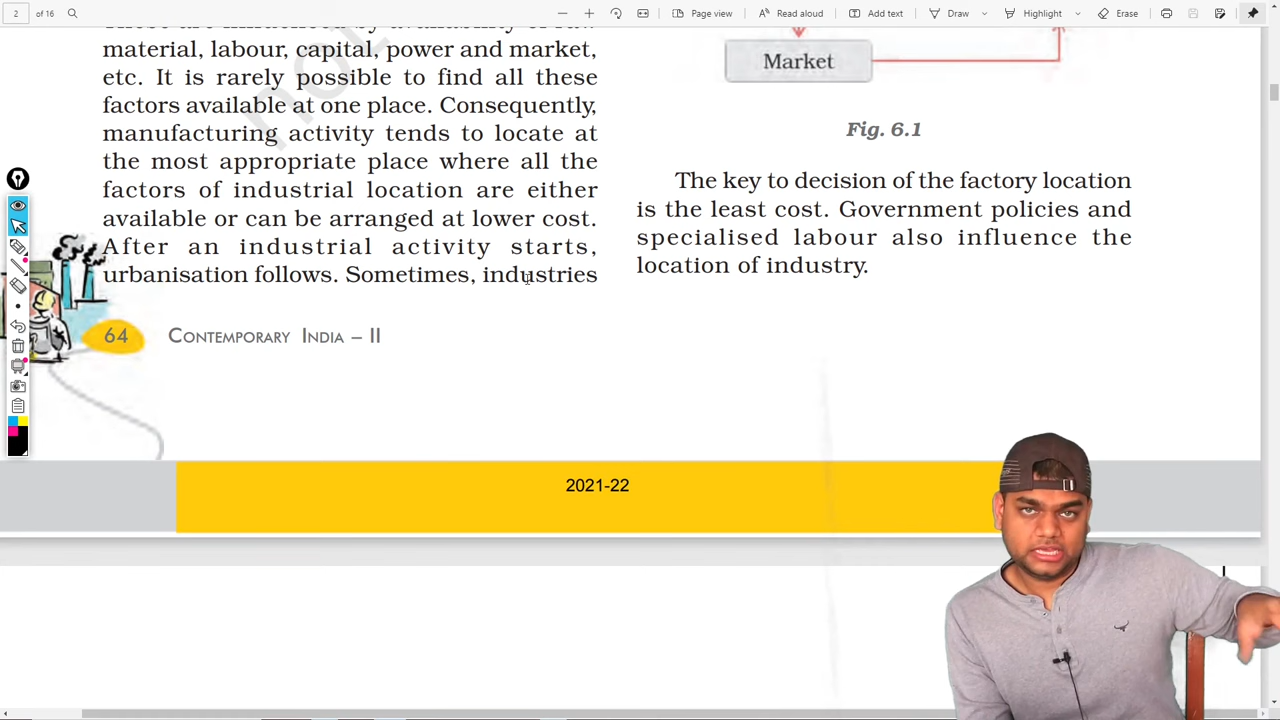 2
of 16
Page view
Read aloud
Add text
Draw
Highlight
Erase
material, labour, capital, power and market,
etc. It is rarely possible to find all these
factors available at one place. Consequently,
manufacturing activity tends to locate at
the most appropriate place where all the
factors of industrial location are either
available or can be arranged at lower cost.
After an industrial activity starts,
urbanisation follows. Sometimes, industries
Market
Fig. 6.1
The key to decision of the factory location
is the least cost. Government policies and
specialised labour also influence the
location of industry.
64
Contemporary India – II
2021-22